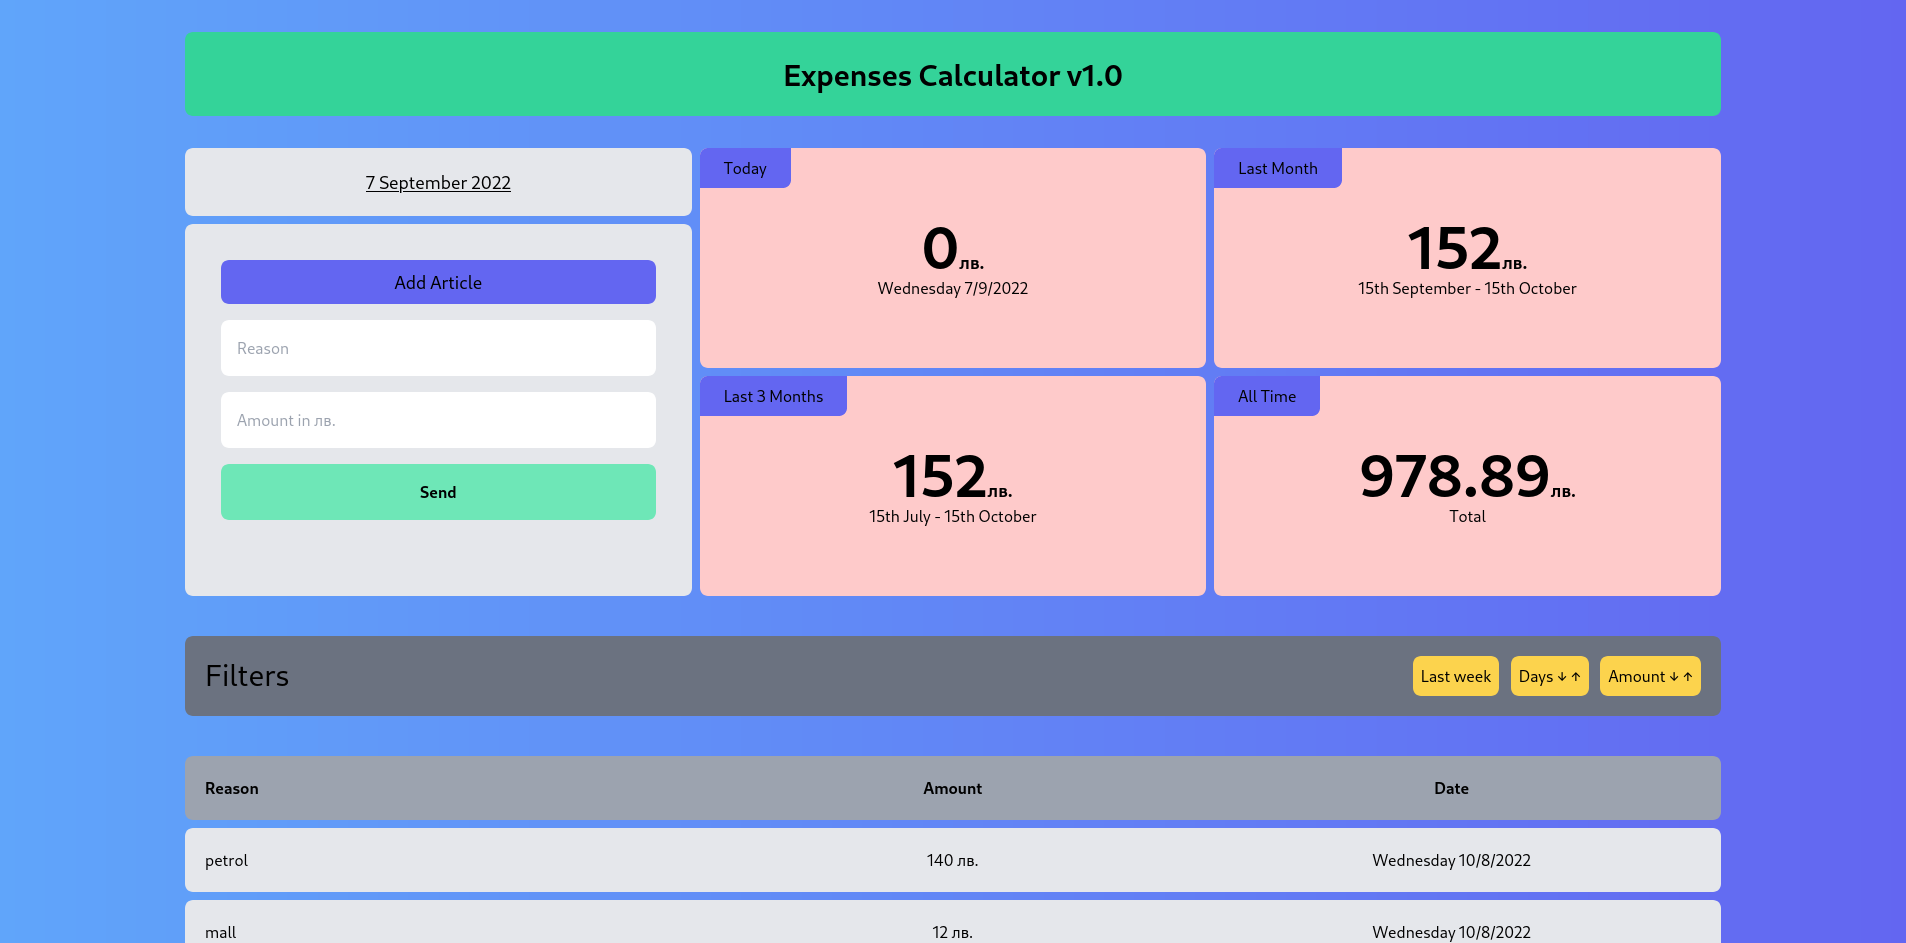 Expenses Calculator v1.0
7 September 2022
Add Article
Reason
Amount in лв.
Send
Today
0лв.
Wednesday 7/9/2022
Last Month
152лв.
15th September - 15th October
Last 3 Months
152лв.
15th July - 15th October
All Time
978.89лв.
Total
Filters
Last week
Days ↓ ↑
Amount ↓ ↑
Reason Amount Date
petrol 140 лв. Wednesday 10/8/2022
mall 12 лв. Wednesday 10/8/2022